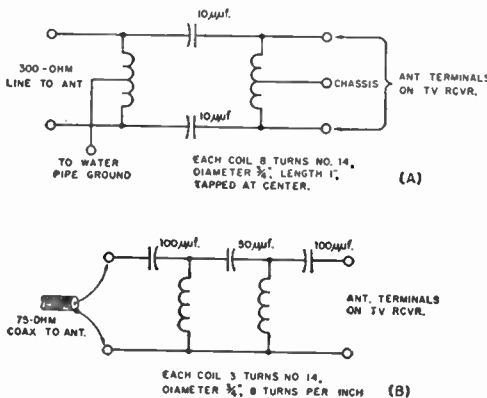 10µµf.
300-OHM
LINE TO ANT
CHASSIS
ANT TERMINALS
ON TV RCVR.
10µµf
TO WATER
PIPE GROUND
EACH COIL 8 TURNS NO. 14,
DIAMETER 3/4", LENGTH 1",
TAPPED AT CENTER.
(A)
100µµf.
50µµf.
100µµf.
75-OHM
COAX TO ANT.
ANT. TERMINALS
ON TV RCVR.
EACH COIL 3 TURNS NO 14,
DIAMETER 3/4", 8 TURNS PER INCH
(B)